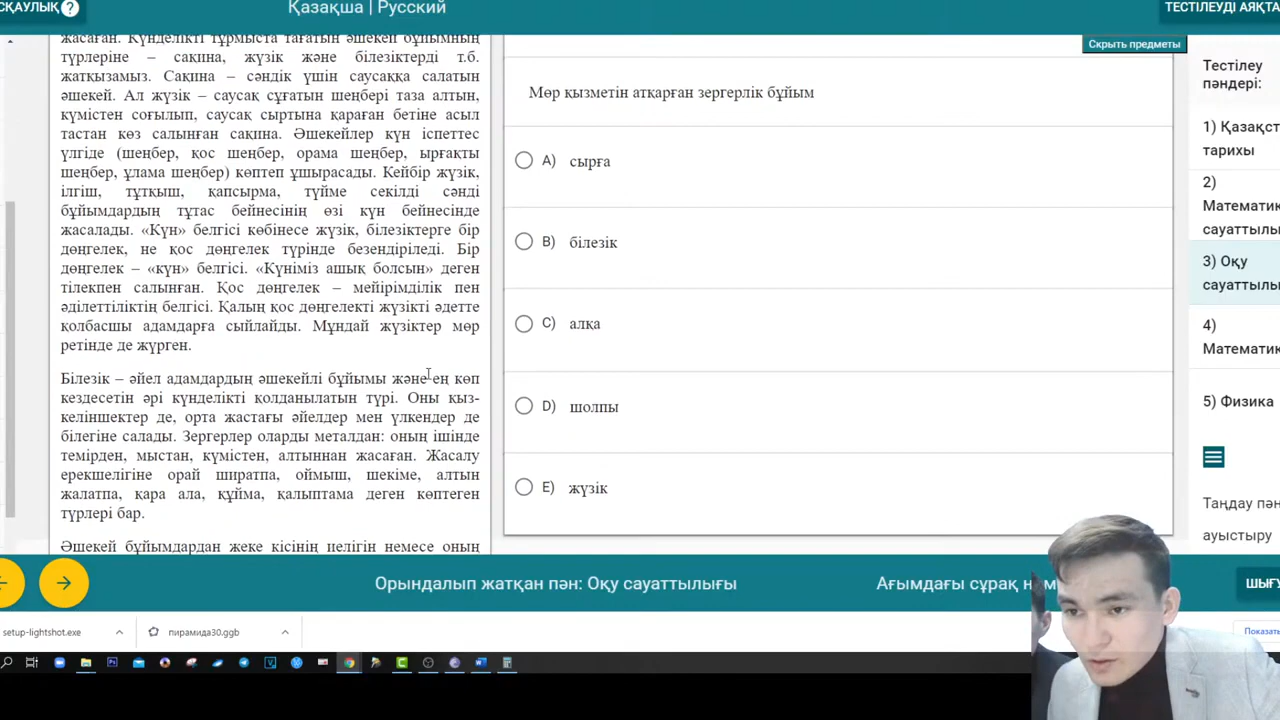 СҚАУЛЫҚ ?
Қазақша | Русский
ТЕСТІЛЕУДІ АЯҚТА
жасаған. Күнделікті тұрмыста тағатын әшекей бұйымның
түрлеріне – сақина, жүзік және білезіктерді т.б.
жатқызамыз. Сақина – сәндік үшін саусаққа салатын
әшекей. Ал жүзік – саусақ сұғатын шеңбері таза алтын,
күмістен соғылып, саусақ сыртына қараған бетіне асыл
тастан көз салынған сақина. Әшекейлер күн іспеттес
үлгіде (шеңбер, қос шеңбер, орама шеңбер, ырғақты
шеңбер, ұлама шеңбер) көптеп ұшырасады. Кейбір жүзік,
ілгіш, тұтқыш, қапсырма, түйме секілді сәнді
бұйымдардың тұтас бейнесінің өзі күн бейнесінде
жасалады. «Күн» белгісі көбінесе жүзік, білезіктерге бір
дөңгелек, не қос дөңгелек түрінде безендіріледі. Бір
дөңгелек – «күн» белгісі. «Күніміз ашық болсын» деген
тілекпен салынған. Қос дөңгелек – мейірімділік пен
әділеттіліктің белгісі. Қалың қос дөңгелекті жүзікті әдетте
қолбасшы адамдарға сыйлайды. Мұндай жүзіктер мөр
ретінде де жүрген.
Білезік – әйел адамдардың әшекейлі бұйымы және ең көп
кездесетін әрі күнделікті қолданылатын түрі. Оны қыз-
келіншектер де, орта жастағы әйелдер мен үлкендер де
білегіне салады. Зергерлер оларды металдан: оның ішінде
темірден, мыстан, күмістен, алтыннан жасаған. Жасалу
ерекшелігіне орай ширатпа, оймыш, шекіме, алтын
жалатпа, қара ала, құйма, қалыптама деген көптеген
түрлері бар.
Әшекей бұйымдардан жеке кісінің иелігін немесе оның
Скрыть предметы
Мөр қызметін атқарған зергерлік бұйым
A) сырға
B) білезік
C) алқа
D) шолпы
E) жүзік
Тестілеу
пәндері:
1) Қазақст
тарихы
2)
Математик
сауаттылы
3) Оқу
сауаттылы
4)
Математик
5) Физика
Таңдау пән
ауыстыру
Орындалып жатқан пән: Оқу сауаттылығы
Ағымдағы сұрақ
ШЫҒУ
setup-lightshot.exe
пирамида30.ggb
Показать